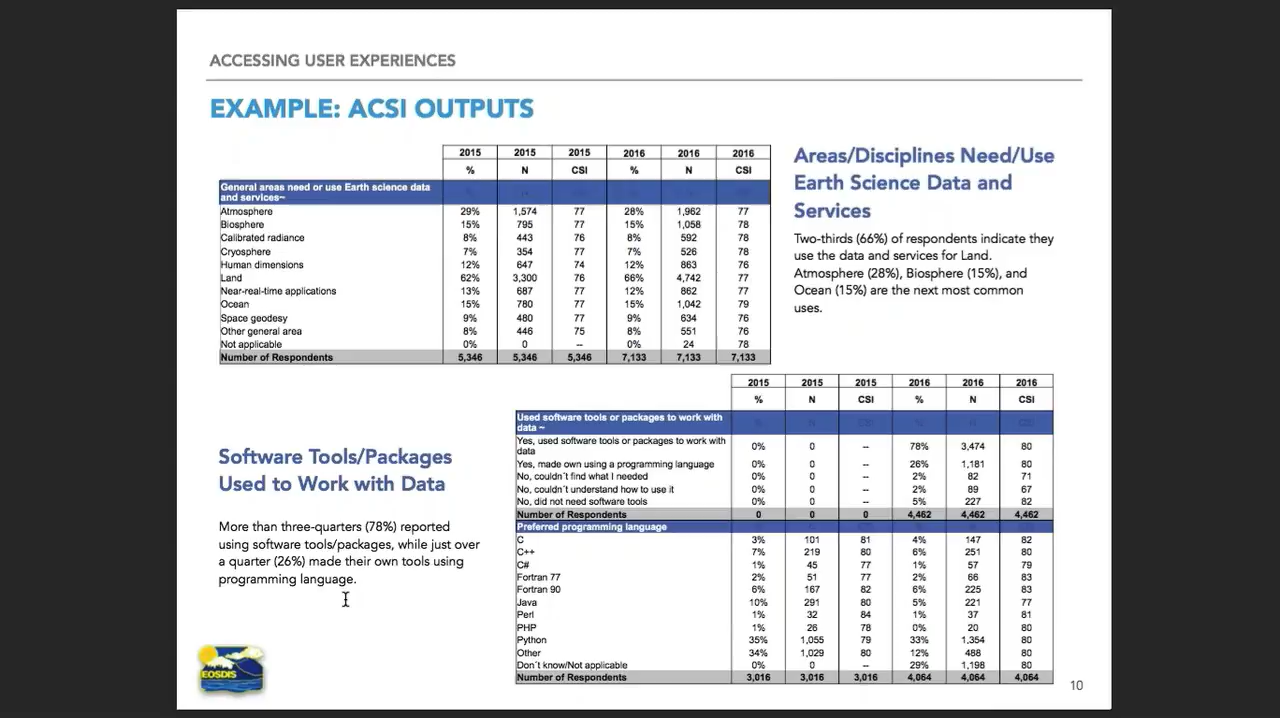 ACCESSING USER EXPERIENCES
EXAMPLE: ACSI OUTPUTS
2015 2015 2015 2016 2016 2016
% N CSI % N CSI
General areas need or use Earth science data
and services~
Atmosphere 29% 1,574 77 28% 1,962 77
Biosphere 15% 795 77 15% 1,058 78
Calibrated radiance 8% 443 76 8% 592 78
Cryosphere 7% 354 77 7% 526 78
Human dimensions 12% 647 74 12% 863 76
Land 62% 3,300 76 66% 4,742 77
Near-real-time applications 13% 687 77 12% 862 77
Ocean 15% 780 77 15% 1,042 79
Space geodesy 9% 480 77 9% 634 76
Other general area 8% 446 75 8% 551 76
Not applicable 0% 0 -- 0% 24 78
Number of Respondents 5,346 5,346 5,346 7,133 7,133 7,133
Areas/Disciplines Need/Use
Earth Science Data and
Services
Two-thirds (66%) of respondents indicate they
use the data and services for Land.
Atmosphere (28%), Biosphere (15%), and
Ocean (15%) are the next most common
uses.
Software Tools/Packages
Used to Work with Data
More than three-quarters (78%) reported
using software tools/packages, while just over
a quarter (26%) made their own tools using
programming language.
2015 2015 2015 2016 2016 2016
% N CSI % N CSI
Used software tools or packages to work with
data ~
Yes, used software tools or packages to work with
data 0% 0 -- 78% 3,474 80
Yes, made own using a programming language 0% 0 -- 26% 1,181 80
No, couldn´t find what I needed 0% 0 -- 2% 82 71
No, couldn´t understand how to use it 0% 0 -- 2% 89 67
No, did not need software tools 0% 0 -- 5% 227 82
Number of Respondents 0 0 0 4,462 4,462 4,462
Preferred programming language
C 3% 101 81 4% 147 82
C++ 7% 219 80 6% 251 80
C# 1% 45 77 1% 57 79
Fortran 77 2% 51 77 2% 66 83
Fortran 90 6% 167 82 6% 225 83
Java 10% 291 80 5% 221 77
Perl 1% 32 84 1% 37 81
PHP 1% 26 78 0% 20 80
Python 35% 1,055 79 33% 1,354 80
Other 34% 1,029 80 12% 488 80
Don´t know/Not applicable 0% 0 -- 29% 1,198 80
Number of Respondents 3,016 3,016 3,016 4,064 4,064 4,064
EOSDIS
10